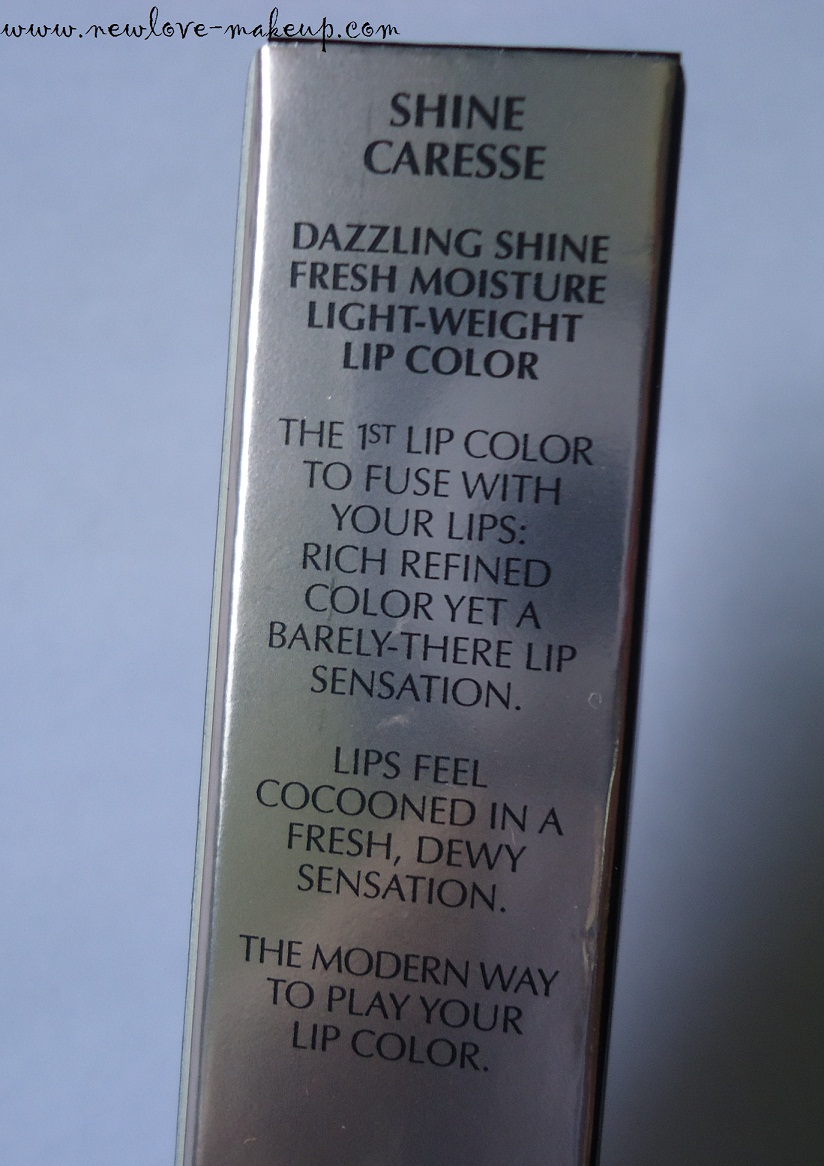 www.newlove-makeup.com
SHINE
CARESSE
DAZZLING SHINE
FRESH MOISTURE
LIGHT-WEIGHT
LIP COLOR
THE 1ST LIP COLOR
TO FUSE WITH
YOUR LIPS:
RICH REFINED
COLOR YET A
BARELY-THERE LIP
SENSATION.
LIPS FEEL
COCOONED IN A
FRESH, DEWY
SENSATION.
THE MODERN WAY
TO PLAY YOUR
LIP COLOR.